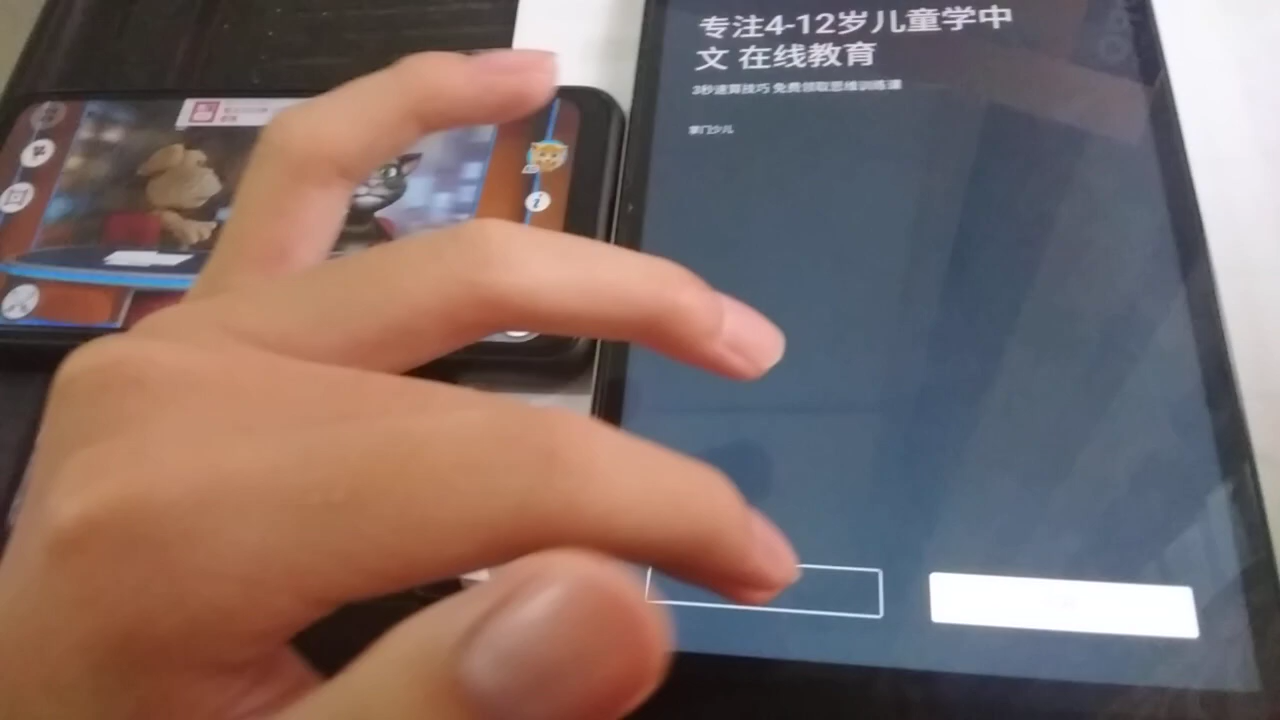 专注4-12岁儿童学中
文 在线教育
3秒速算技巧 免费领取思维训练课
掌门少儿
i